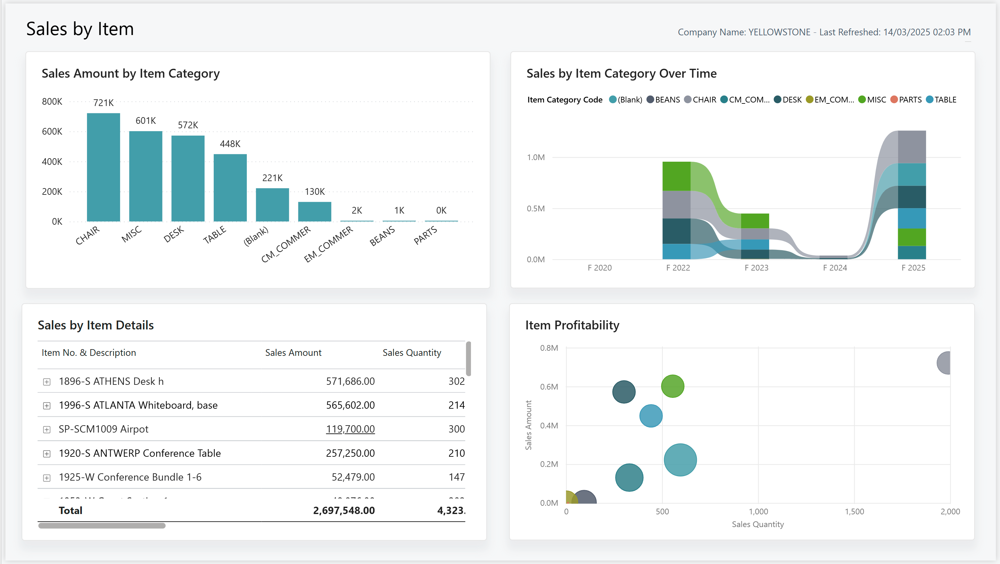 Sales by Item
Company Name: YELLOWSTONE - Last Refreshed: 14/03/2025 02:03 PM
Sales Amount by Item Category
800K
600K
400K
200K
0K
721K
601K
572K
448K
221K
130K
2K
1K
0K
CHAIR
MISC
DESK
TABLE
(Blank)
CM_COMMER
EM_COMMER
BEANS
PARTS
Sales by Item Category Over Time
Item Category Code (Blank) BEANS CHAIR CM_COM... DESK EM_COM... MISC PARTS TABLE
1.0M
0.5M
0.0M
F 2020 F 2022 F 2023 F 2024 F 2025
Sales by Item Details
Item No. & Description Sales Amount Sales Quantity
1896-S ATHENS Desk h 571,686.00 302
1996-S ATLANTA Whiteboard, base 565,602.00 214
SP-SCM1009 Airpot 119,700.00 300
1920-S ANTWERP Conference Table 257,250.00 210
1925-W Conference Bundle 1-6 52,479.00 147
Total 2,697,548.00 4,323.
Item Profitability
Sales Amount
0.8M
0.6M
0.4M
0.2M
0.0M
0 500 1,000 1,500 2,000
Sales Quantity